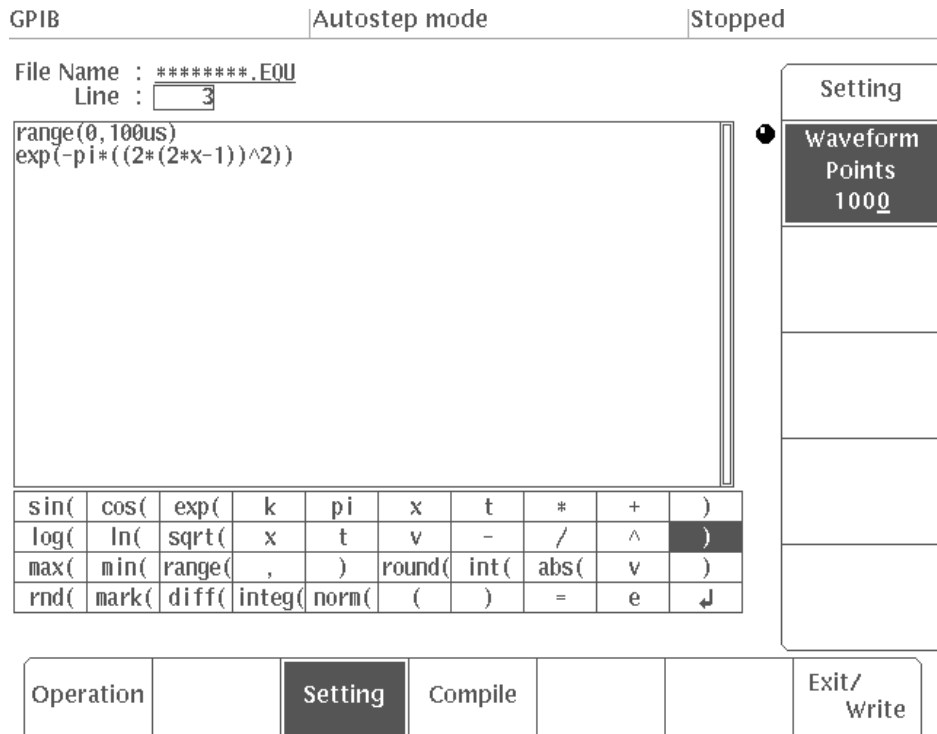 GPIB Autostep mode Stopped
File Name : ********.EQU
Line : 3
range(0,100us)
exp(-pi*((2*(2*x-1))^2))
Setting
Waveform
Points
1000
sin( cos( exp( k pi x t * + )
log( ln( sqrt( x t v - / ^ )
max( min( range( , ) round( int( abs( v )
rnd( mark( diff( integ( norm( ( ) = e ↲
Operation Setting Compile Exit/
Write